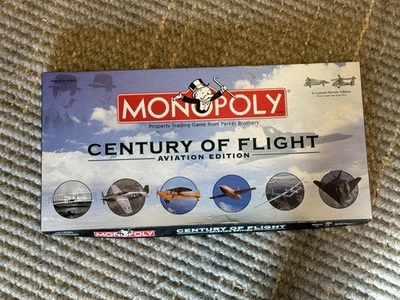 MONOPOLY
Property Trading Game from Parker Brothers
CENTURY OF FLIGHT
AVIATION EDITION
MONOPOLY
CENTURY OF FLIGHT